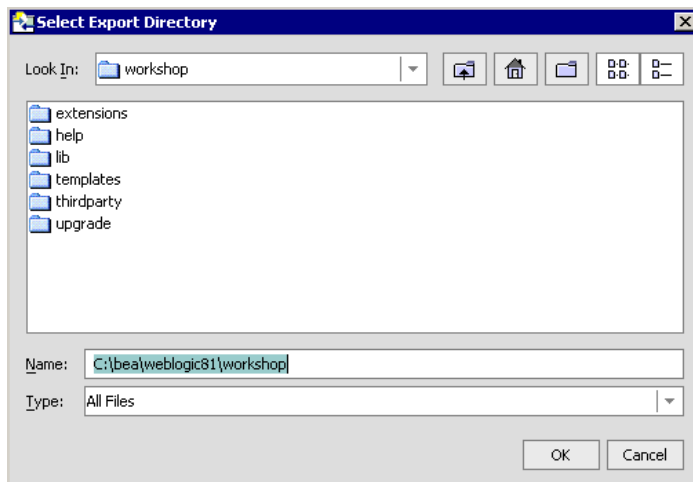 Select Export Directory
Look In: workshop
extensions
help
lib
templates
thirdparty
upgrade
Name: C:\bea\weblogic81\workshop
Type: All Files
OK Cancel